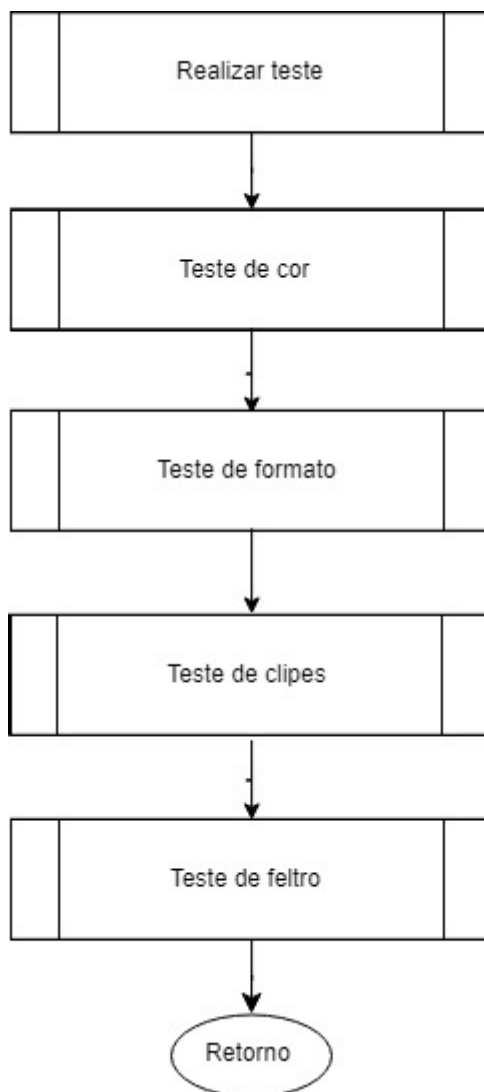 Realizar teste
Teste de cor
Teste de formato
Teste de clipes
Teste de feltro
Retorno